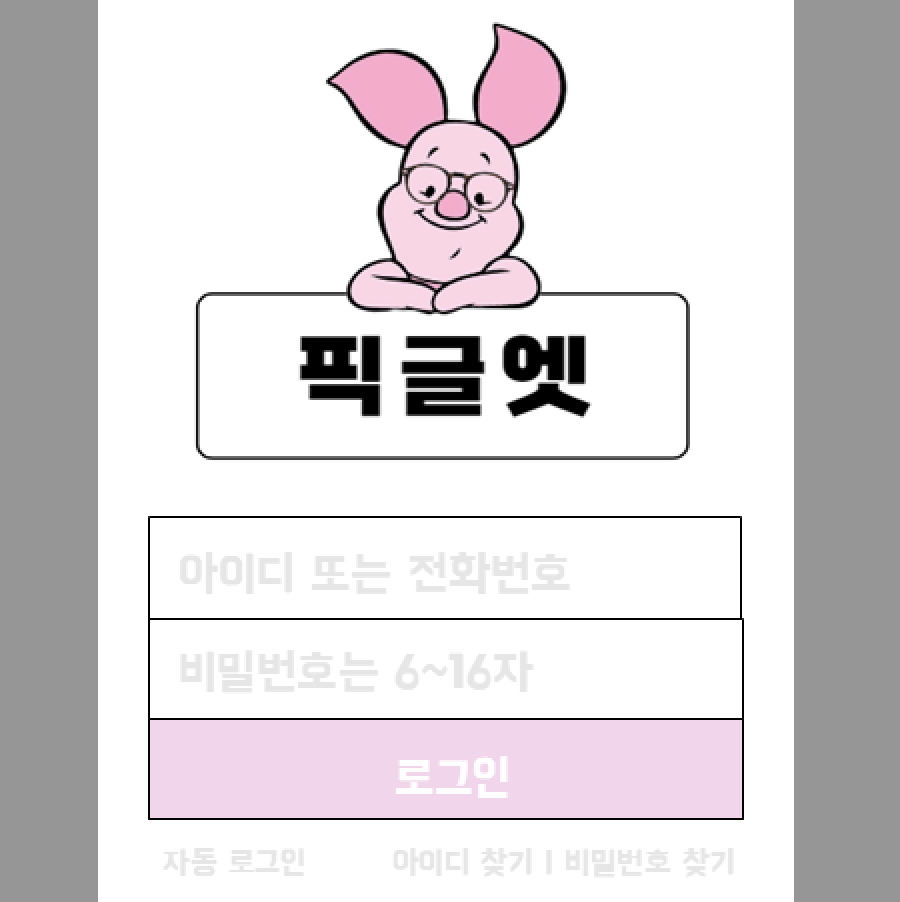 픽글엣
아이디 또는 전화번호
비밀번호는 6~16자
로그인
자동 로그인 아이디 찾기 | 비밀번호 찾기